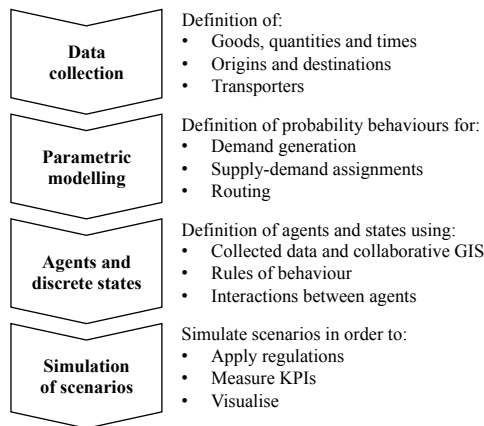 Data
collection
Definition of:
• Goods, quantities and times
• Origins and destinations
• Transporters
Parametric
modelling
Definition of probability behaviours for:
• Demand generation
• Supply-demand assignments
• Routing
Agents and
discrete states
Definition of agents and states using:
• Collected data and collaborative GIS
• Rules of behaviour
• Interactions between agents
Simulation
of scenarios
Simulate scenarios in order to:
• Apply regulations
• Measure KPIs
• Visualise